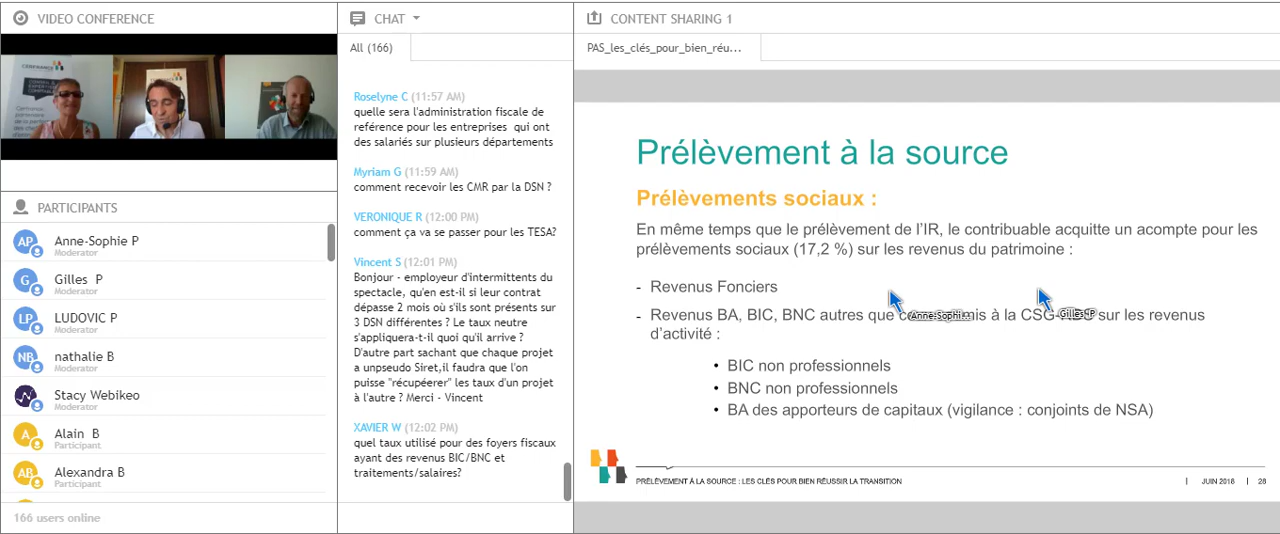 VIDEO CONFERENCE
CERFRANCE
CONSEIL &
PARTICIPANTS
AP
Anne-Sophie P
Moderator
G
Gilles P
Moderator
LP
LUDOVIC P
Moderator
NB
nathalie B
Moderator
Stacy Webikeo
Moderator
A
Alain B
Participant
AB
Alexandra B
Participant
166 users online
CHAT
All (166)
Roselyne C (11:57 AM)
quelle sera l'administration fiscale de
reférence pour les entreprises qui ont
des salariés sur plusieurs départements
Myriam G (11:59 AM)
comment recevoir les CMR par la DSN ?
VERONIQUE R (12:00 PM)
comment ça va se passer pour les TESA?
Vincent S (12:01 PM)
Bonjour - employeur d'intermittents du
spectacle, qu'en est-il si leur contrat
dépasse 2 mois où s'ils sont présents sur
3 DSN différentes ? Le taux neutre
s'appliquera-t-il quoi qu'il arrive ?
D'autre part sachant que chaque projet
a unpseudo Siret,il faudra que l'on
puisse "récupéerer" les taux d'un projet
à l'autre ? Merci - Vincent
XAVIER W (12:02 PM)
quel taux utilisé pour des foyers fiscaux
ayant des revenus BIC/BNC et
traitements/salaires?
CONTENT SHARING 1
PAS_les_clés_pour_bien_réu...
Prélèvement à la source
Prélèvements sociaux :
En même temps que le prélèvement de l'IR, le contribuable acquitte un acompte pour les
prélèvements sociaux (17,2 %) sur les revenus du patrimoine :
- Revenus Fonciers
- Revenus BA, BIC, BNC autres que à la CSG sur les revenus
d'activité :
Gilles P
• BIC non professionnels
• BNC non professionnels
• BA des apporteurs de capitaux (vigilance : conjoints de NSA)
PRÉLÈVEMENT À LA SOURCE : LES CLÉS POUR BIEN RÉUSSIR LA TRANSITION
| JUIN 2018 | 28